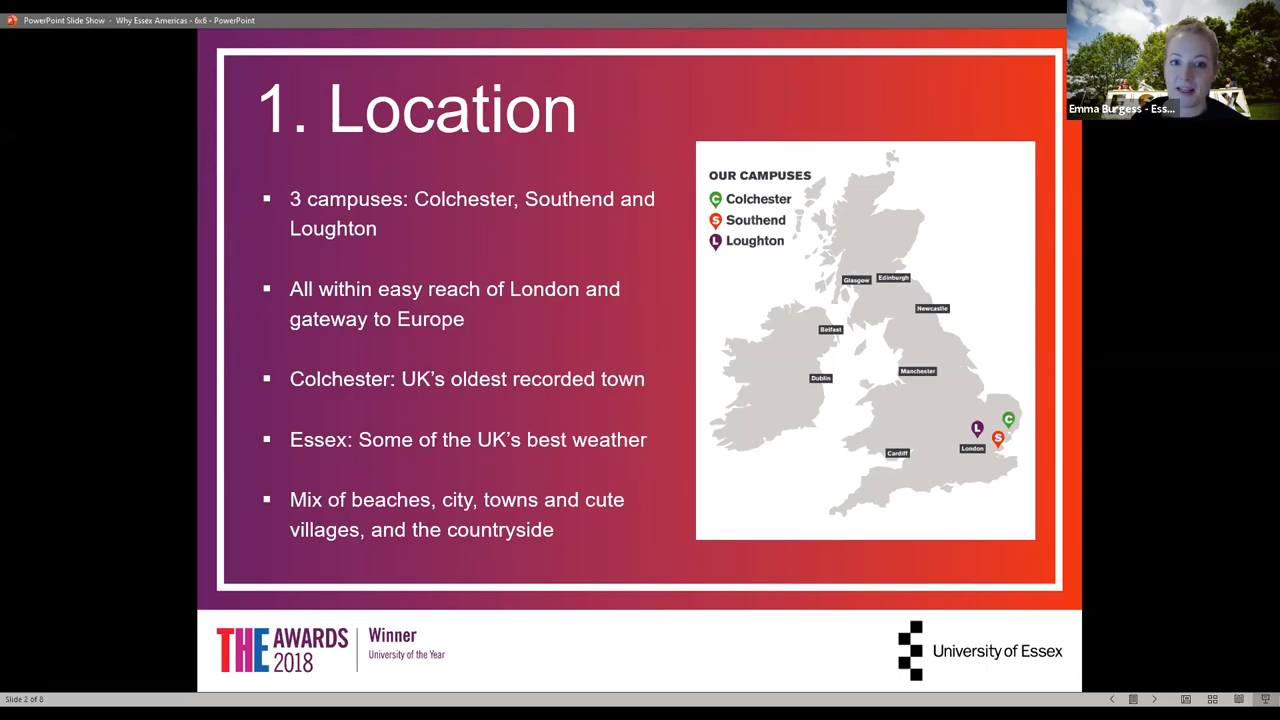 PowerPoint Slide Show - Why Essex Americas - 6x6 - PowerPoint
Emma Burgess - Ess...
1. Location
▪ 3 campuses: Colchester, Southend and
Loughton
▪ All within easy reach of London and
gateway to Europe
▪ Colchester: UK's oldest recorded town
▪ Essex: Some of the UK's best weather
▪ Mix of beaches, city, towns and cute
villages, and the countryside
OUR CAMPUSES
C Colchester
S Southend
L Loughton
Glasgow
Edinburgh
Newcastle
Belfast
Manchester
Dublin
C
L
S
London
Cardiff
THE AWARDS
2018
Winner
University of the Year
University of Essex
Slide 2 of 8